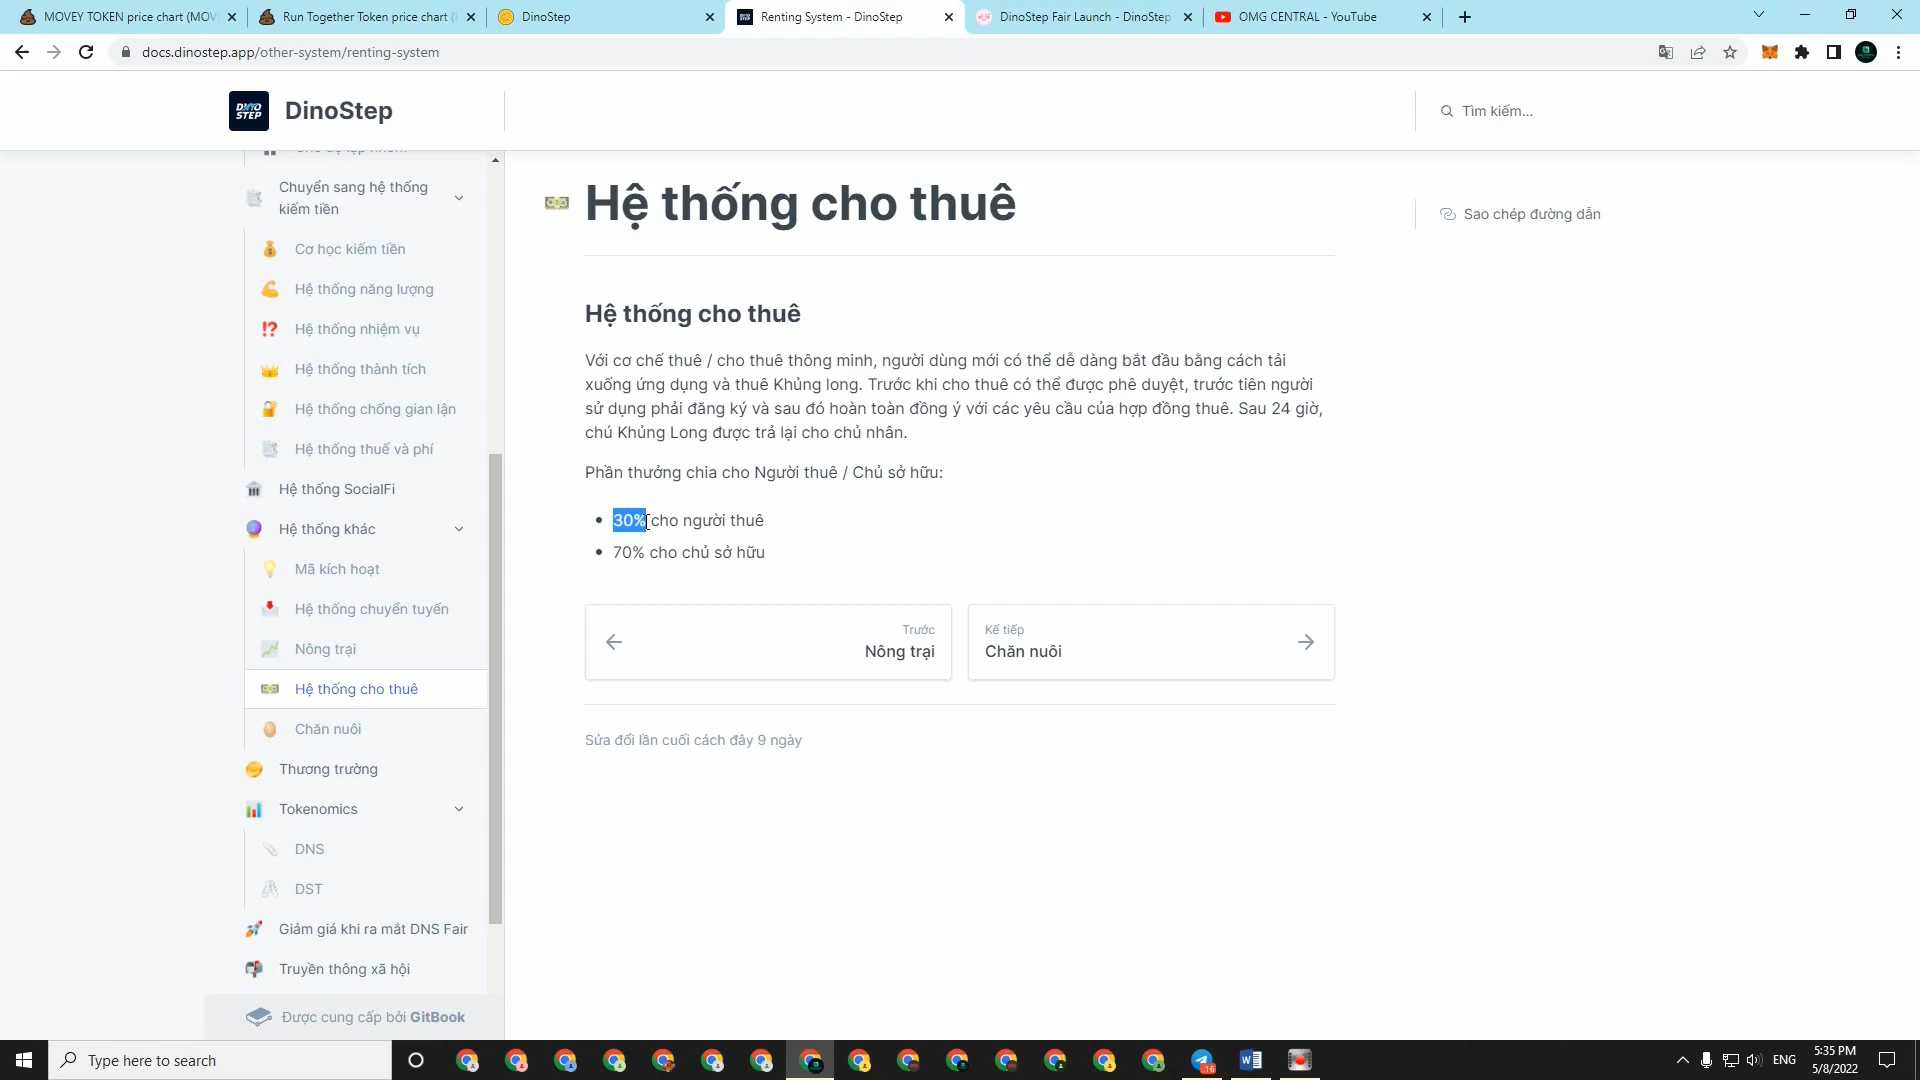 MOVEY TOKEN price chart (MOV
Run Together Token price chart (
DinoStep
Renting System - DinoStep
DinoStep Fair Launch - DinoStep
OMG CENTRAL - YouTube
docs.dinostep.app/other-system/renting-system
DINO
STEP
DinoStep
Tìm kiếm...
Chuyển sang hệ thống
kiếm tiền
Cơ học kiếm tiền
Hệ thống năng lượng
Hệ thống nhiệm vụ
Hệ thống thành tích
Hệ thống chống gian lận
Hệ thống thuế và phí
Hệ thống SocialFi
Hệ thống khác
Mã kích hoạt
Hệ thống chuyển tuyến
Nông trại
Hệ thống cho thuê
Chăn nuôi
Thương trường
Tokenomics
DNS
DST
Giảm giá khi ra mắt DNS Fair
Truyền thông xã hội
Được cung cấp bởi GitBook
Hệ thống cho thuê
Sao chép đường dẫn
Hệ thống cho thuê
Với cơ chế thuê / cho thuê thông minh, người dùng mới có thể dễ dàng bắt đầu bằng cách tải
xuống ứng dụng và thuê Khủng long. Trước khi cho thuê có thể được phê duyệt, trước tiên người
sử dụng phải đăng ký và sau đó hoàn toàn đồng ý với các yêu cầu của hợp đồng thuê. Sau 24 giờ,
chú Khủng Long được trả lại cho chủ nhân.
Phần thưởng chia cho Người thuê / Chủ sở hữu:
30% cho người thuê
70% cho chủ sở hữu
Trước
Nông trại
Kế tiếp
Chăn nuôi
Sửa đổi lần cuối cách đây 9 ngày
Type here to search
16
ENG
5:35 PM
5/8/2022